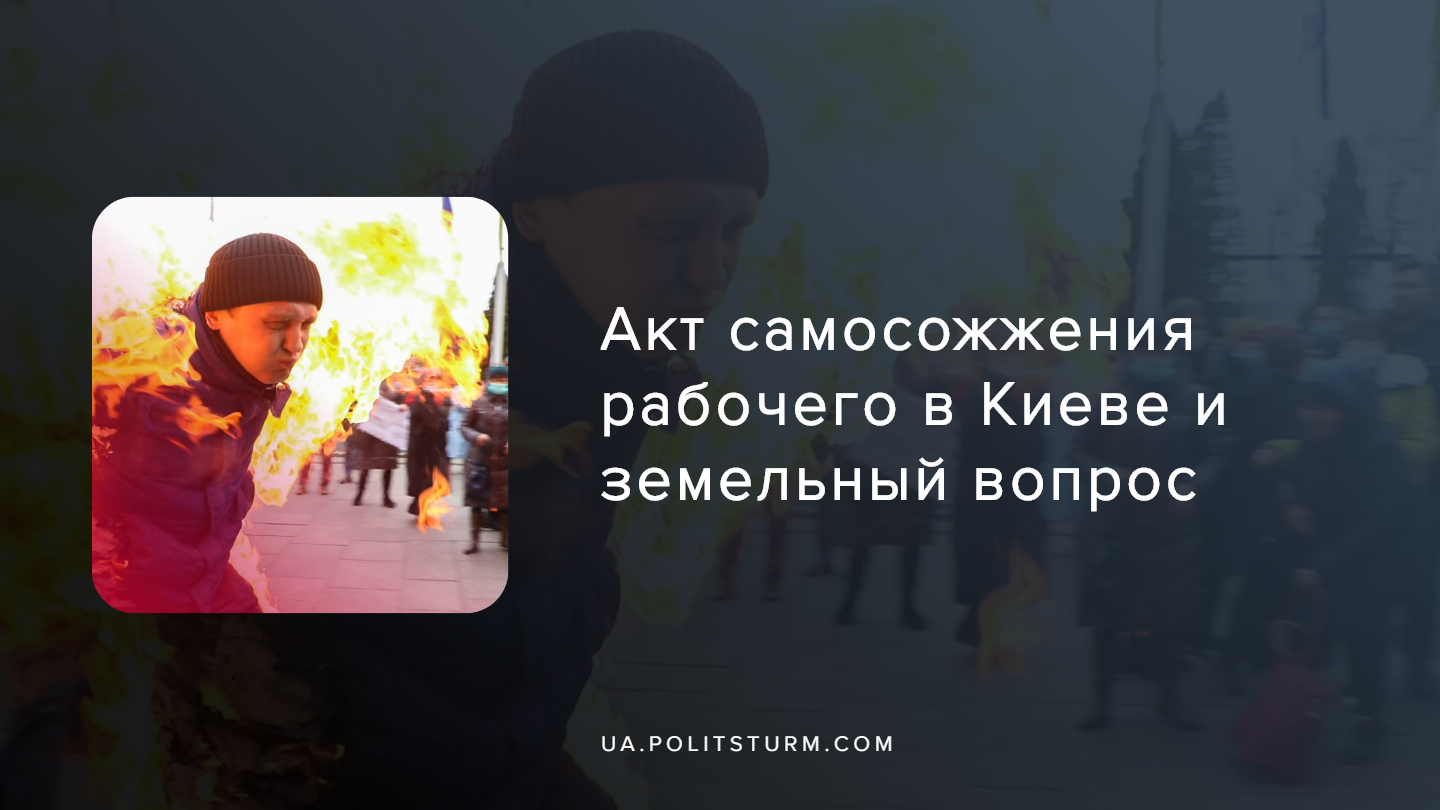 Акт самосожжения
рабочего в Киеве и
земельный вопрос
UA.POLITSTURM.COM